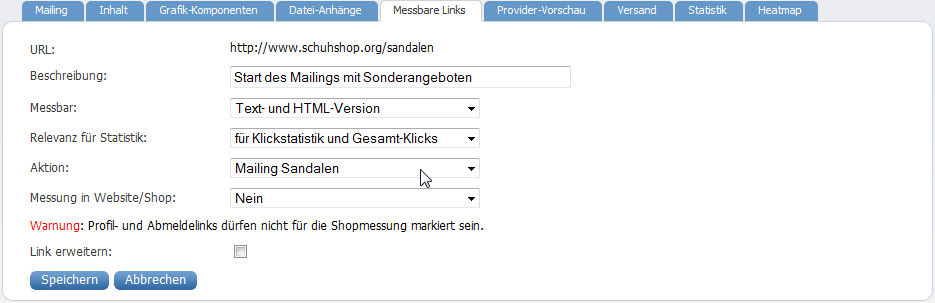 Mailing Inhalt Grafik-Komponenten Datei-Anhänge Messbare Links Provider-Vorschau Versand Statistik Heatmap
URL: http://www.schuhshop.org/sandalen
Beschreibung: Start des Mailings mit Sonderangeboten
Messbar: Text- und HTML-Version
Relevanz für Statistik: für Klickstatistik und Gesamt-Klicks
Aktion: Mailing Sandalen
Messung in Website/Shop: Nein
Warnung: Profil- und Abmeldelinks dürfen nicht für die Shopmessung markiert sein.
Link erweitern:
Speichern Abbrechen